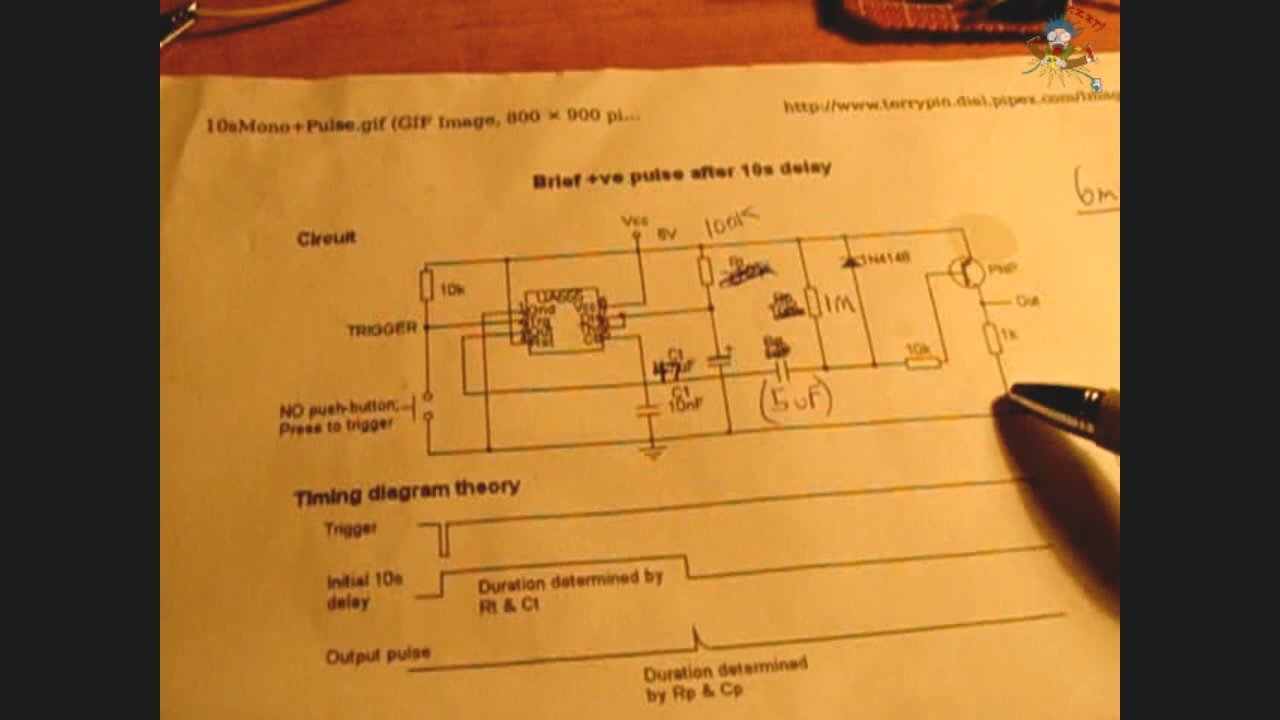 10sMono+Pulse.gif (GIF Image, 800 × 900 pi...
http://www.terrypin.dial.pipex.com/Imag
Brief +ve pulse after 10s delay
6m
Circuit
Vcc
6V
100K
10k
1N4148
PNP
TRIGGER
1M
Out
1k
10k
47uF
C1
10nF
(5uF)
NO push-button;
Press to trigger
Timing diagram theory
Trigger
Initial 10s
delay
Duration determined by
Rt & Ct
Output pulse
Duration determined
by Rp & Cp